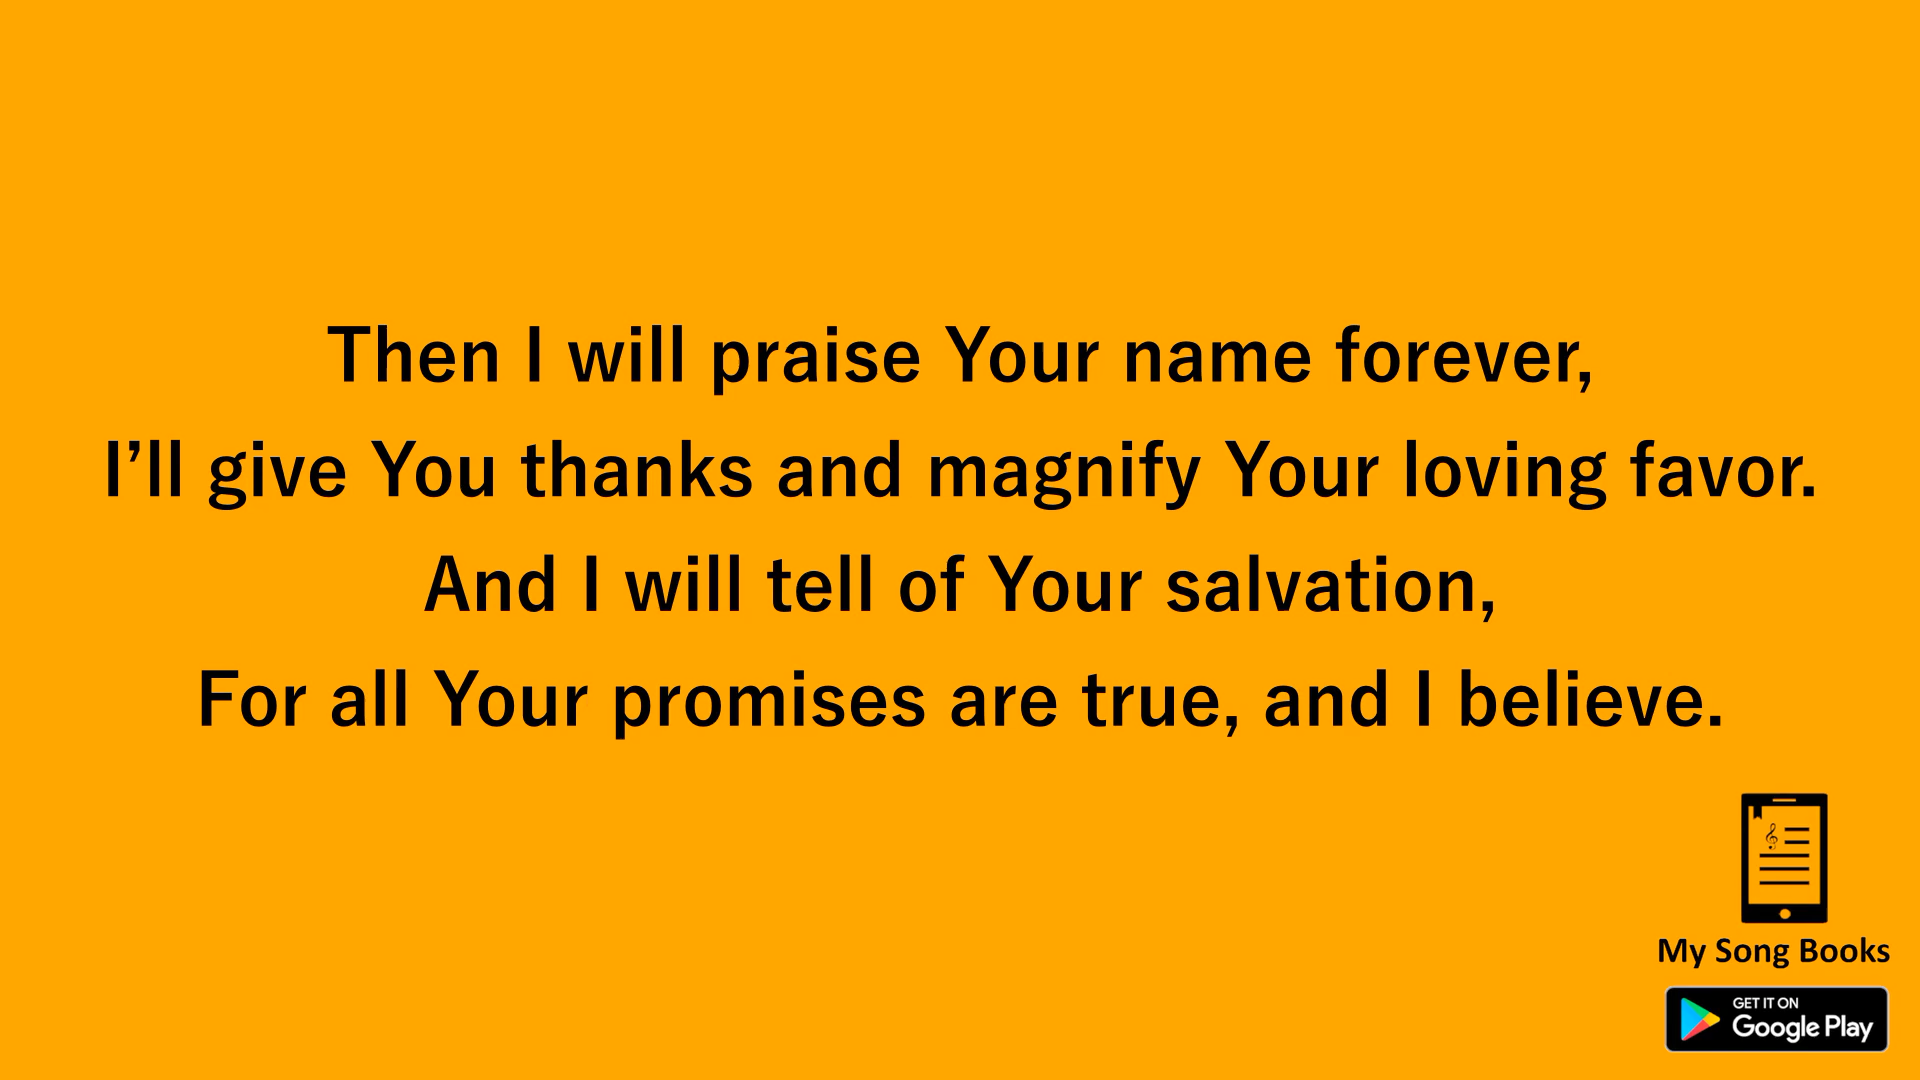 Then I will praise Your name forever,
I’ll give You thanks and magnify Your loving favor.
And I will tell of Your salvation,
For all Your promises are true, and I believe.
My Song Books
GET IT ON
Google Play